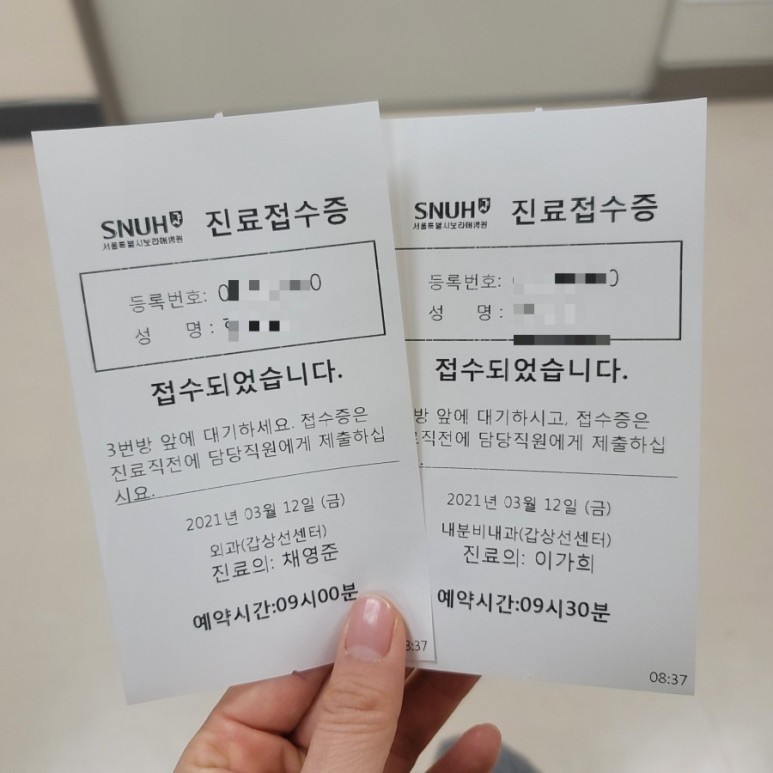 SNUH 진료접수증
서울특별시보라매병원
등록번호: 0 0
성 명 :
접수되었습니다.
3번방 앞에 대기하세요. 접수증은
진료직전에 담당직원에게 제출하십
시요.
2021년 03월 12일 (금)
외과(갑상선센터)
진료의: 채영준
예약시간:09시00분
:37
SNUH 진료접수증
서울특별시보라매병원
등록번호: 0
성 명 :
접수되었습니다.
방 앞에 대기하시고, 접수증은
료직전에 담당직원에게 제출하십
.
2021년 03월 12일 (금)
내분비내과(갑상선센터)
진료의: 이가희
예약시간:09시30분
08:37